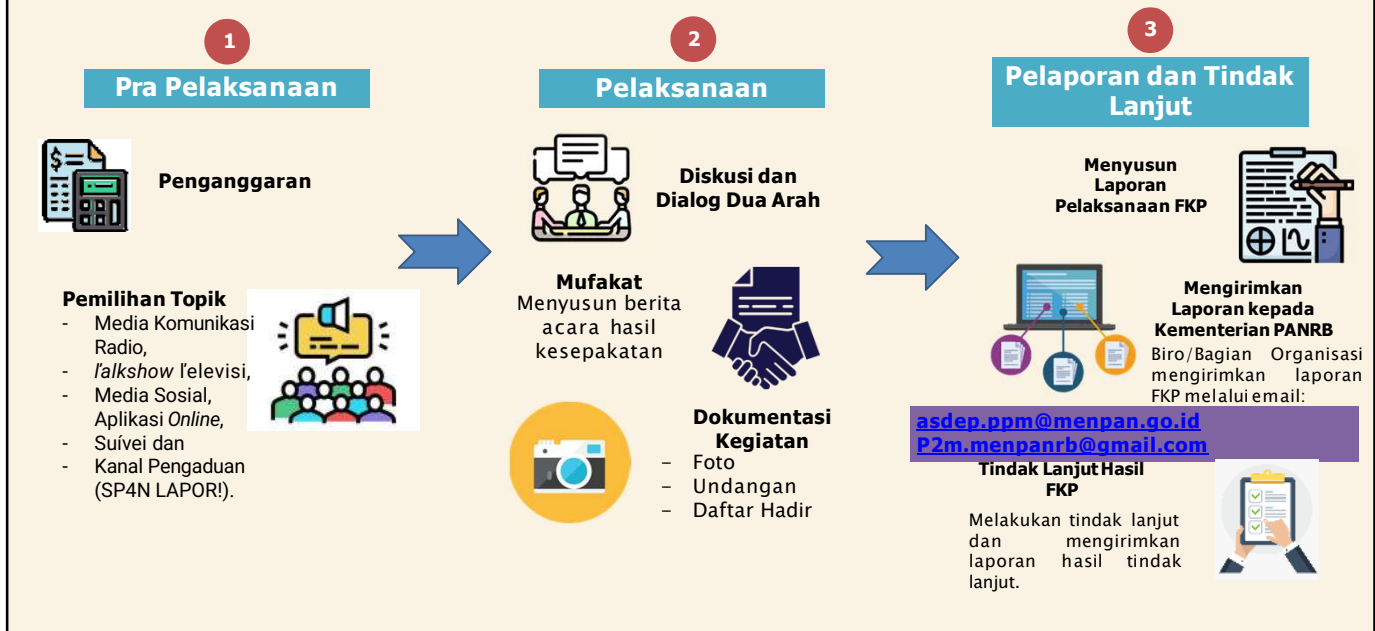 1
Pra Pelaksanaan
Penganggaran
Pemilihan Topik
- Media Komunikasi
Radio,
- l'alkshow l'elevisi,
- Media Sosial,
Aplikasi Online,
- Suívei dan
- Kanal Pengaduan
(SP4N LAPOR!).
2
Pelaksanaan
Diskusi dan
Dialog Dua Arah
Mufakat
Menyusun berita
acara hasil
kesepakatan
Dokumentasi
Kegiatan
– Foto
– Undangan
– Daftar Hadir
3
Pelaporan dan Tindak
Lanjut
Menyusun
Laporan
Pelaksanaan FKP
Mengirimkan
Laporan kepada
Kementerian PANRB
Biro/Bagian Organisasi
mengirimkan laporan
FKP melalui email:
asdep.ppm@menpan.go.id
P2m.menpanrb@gmail.com
Tindak Lanjut Hasil
FKP
Melakukan tindak lanjut
dan mengirimkan
laporan hasil tindak
lanjut.